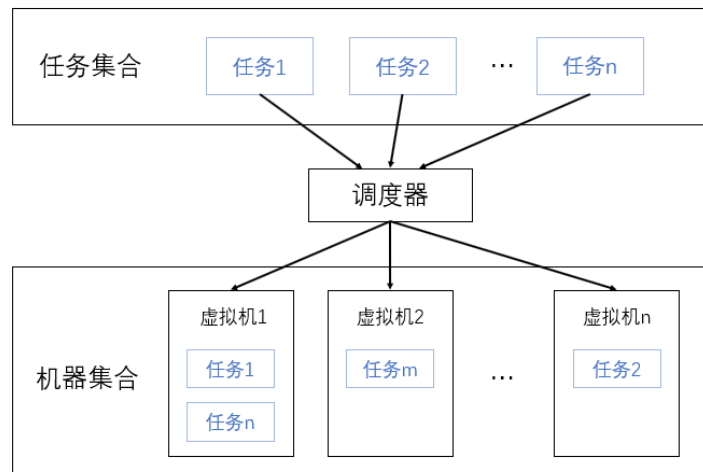 任务集合
任务1
任务2
...
任务n
调度器
机器集合
虚拟机1
任务1
任务n
虚拟机2
任务m
...
虚拟机n
任务2